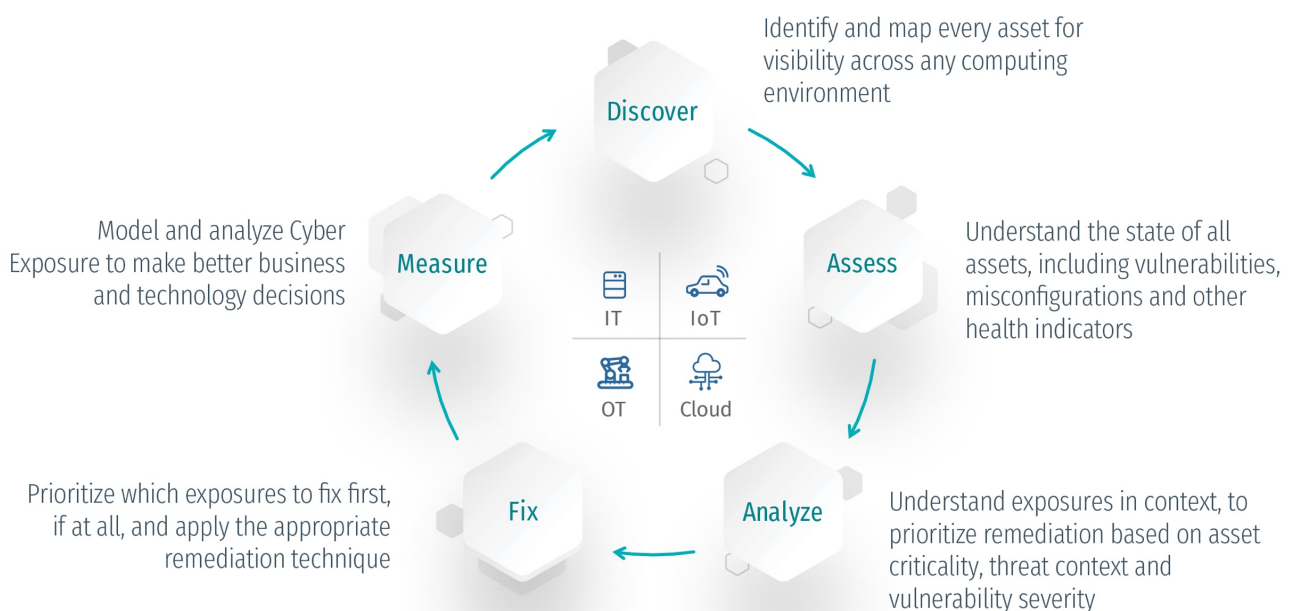 Discover
Identify and map every asset for
visibility across any computing
environment
Assess
Understand the state of all
assets, including vulnerabilities,
misconfigurations and other
health indicators
Analyze
Understand exposures in context, to
prioritize remediation based on asset
criticality, threat context and
vulnerability severity
Fix
Prioritize which exposures to fix first,
if at all, and apply the appropriate
remediation technique
Measure
Model and analyze Cyber
Exposure to make better business
and technology decisions
IT
IoT
OT
Cloud